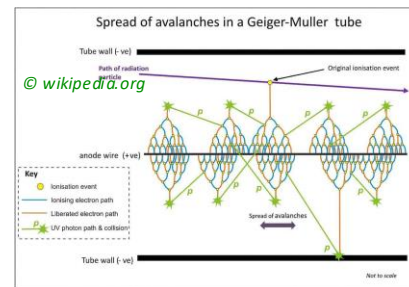 Spread of avalanches in a Geiger-Muller tube
Tube wall (- ve)
Path of radiation
particle
Original ionisation event
© wikipedia.org
p
p
p
p
anode wire (+ve)
p
p
p
p
Key
Ionisation event
Ionising electron path
Liberated electron path
p
UV photon path & collision
Spread of avalanches
Tube wall (- ve)
Not to scale